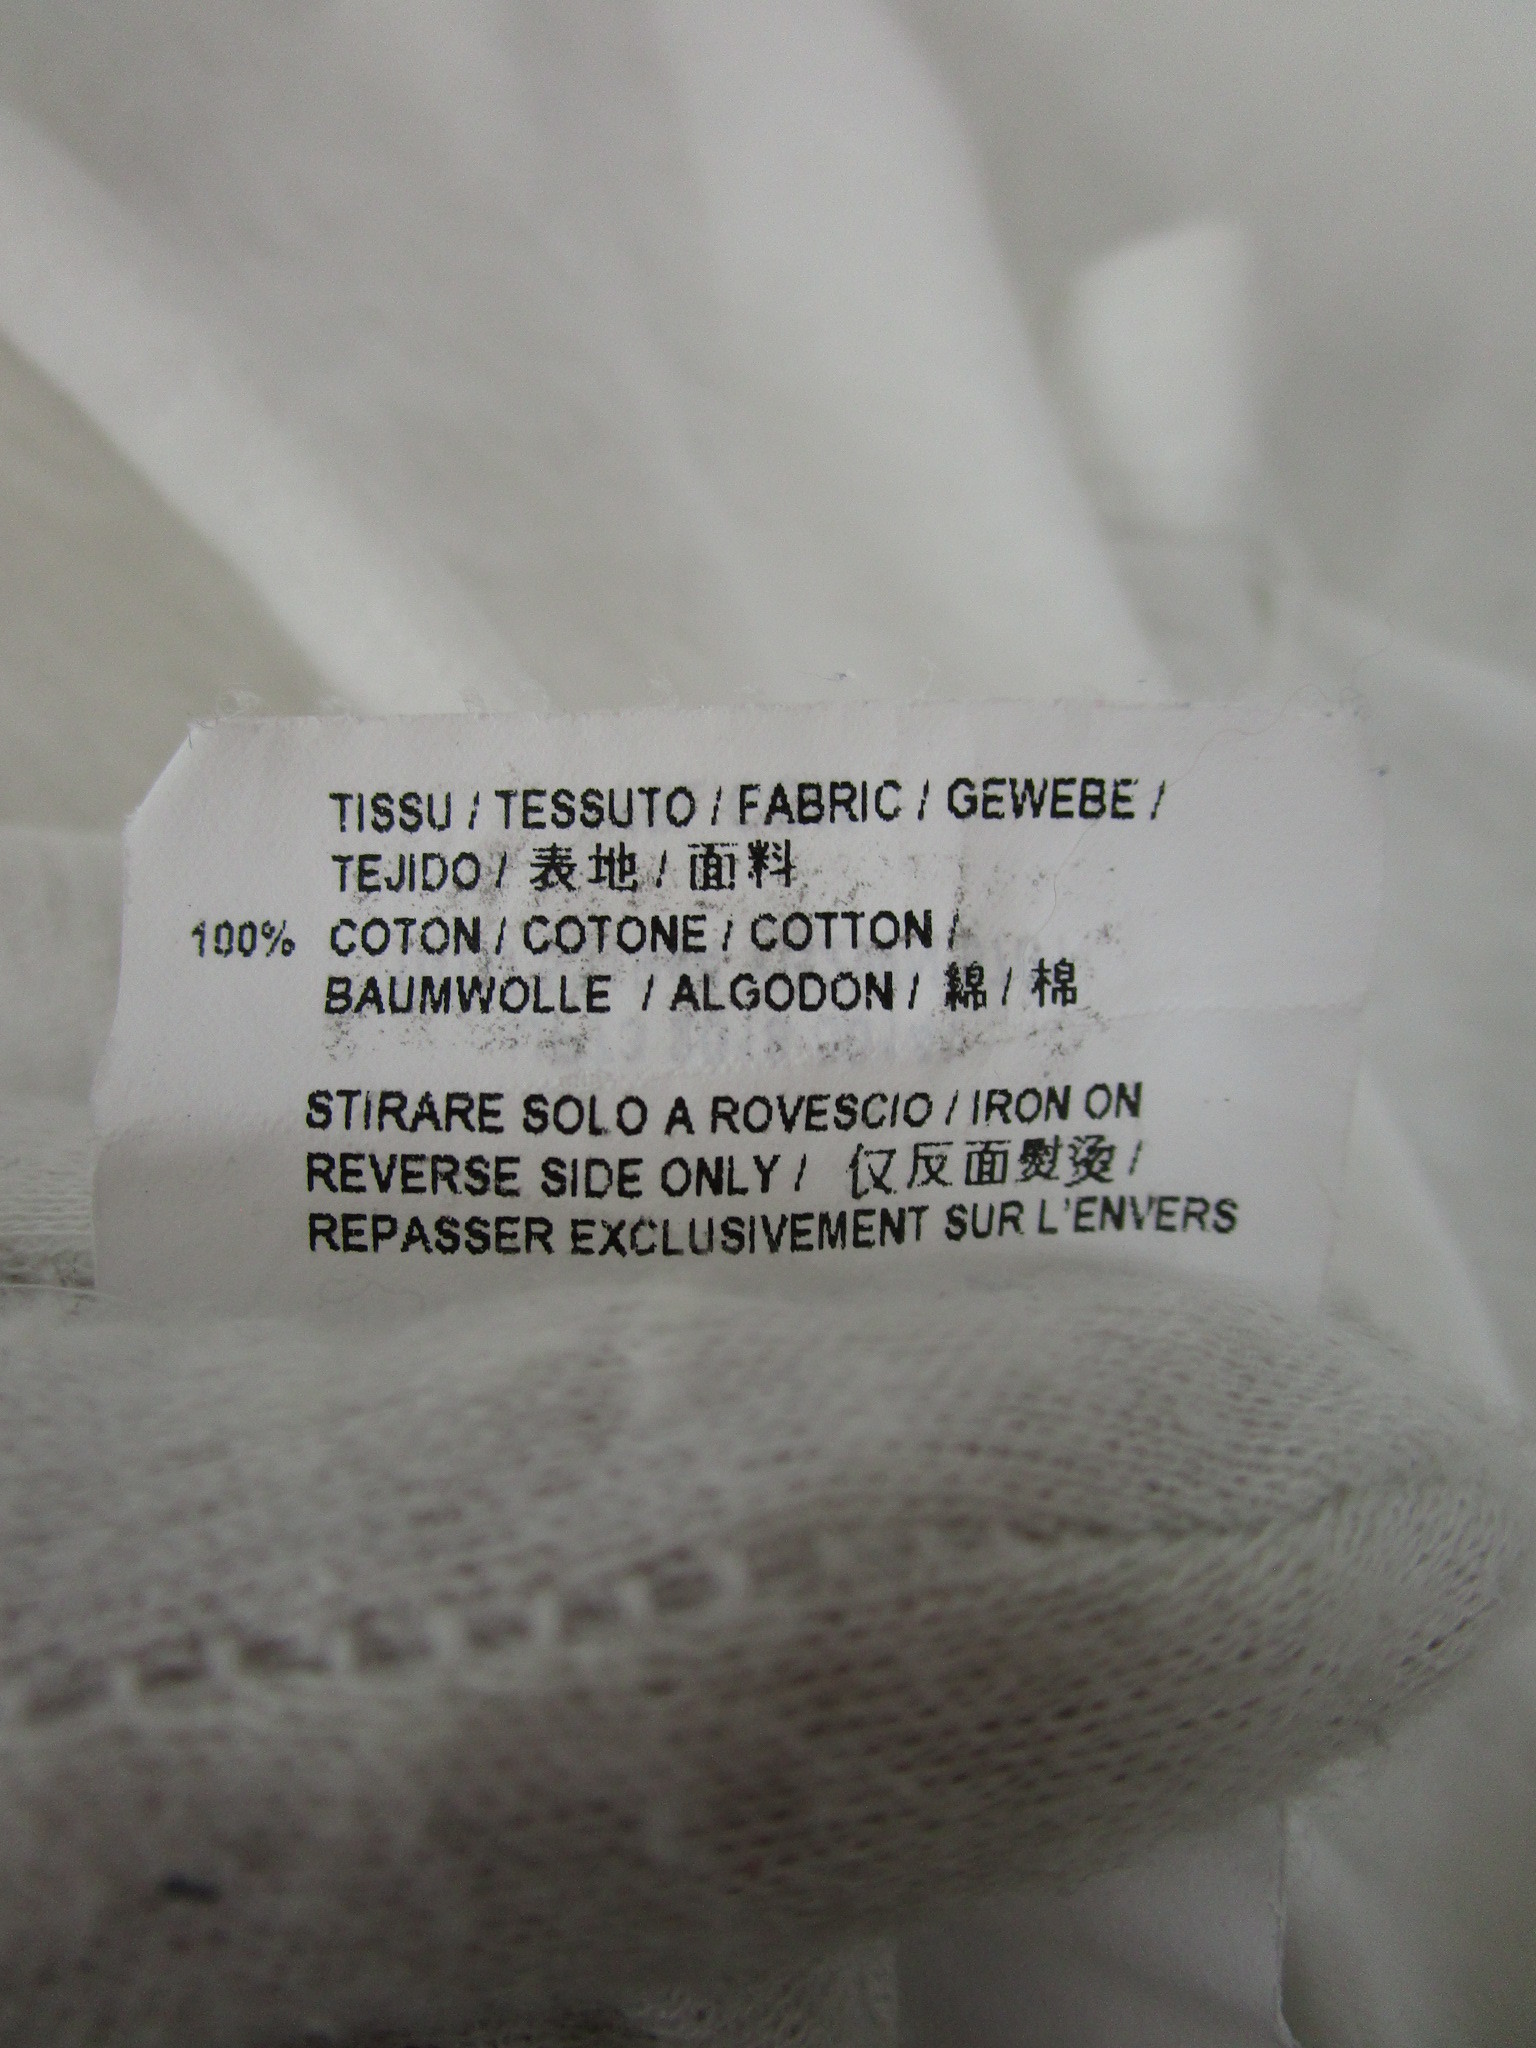 TISSU / TESSUTO / FABRIC / GEWEBE /
TEJIDO / 表地 / 面料
100% COTON / COTONE / COTTON /
BAUMWOLLE / ALGODON / 綿 / 棉
STIRARE SOLO A ROVESCIO / IRON ON
REVERSE SIDE ONLY / 仅反面熨烫 /
REPASSER EXCLUSIVEMENT SUR L'ENVERS